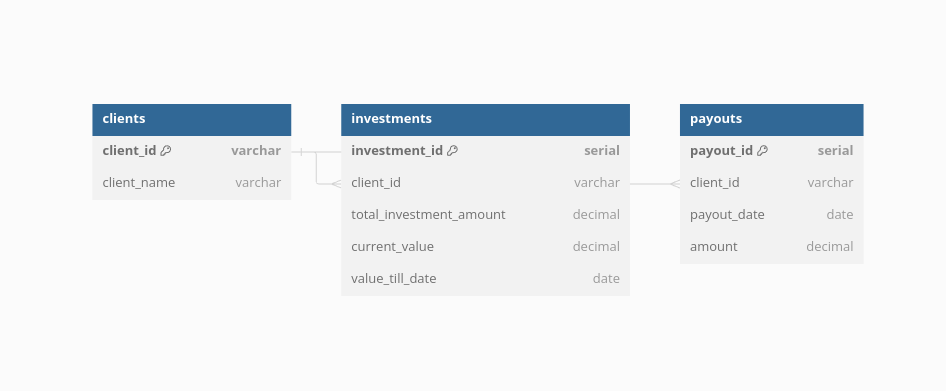 clients
client_id varchar
client_name varchar
investments
investment_id serial
client_id varchar
total_investment_amount decimal
current_value decimal
value_till_date date
payouts
payout_id serial
client_id varchar
payout_date date
amount decimal